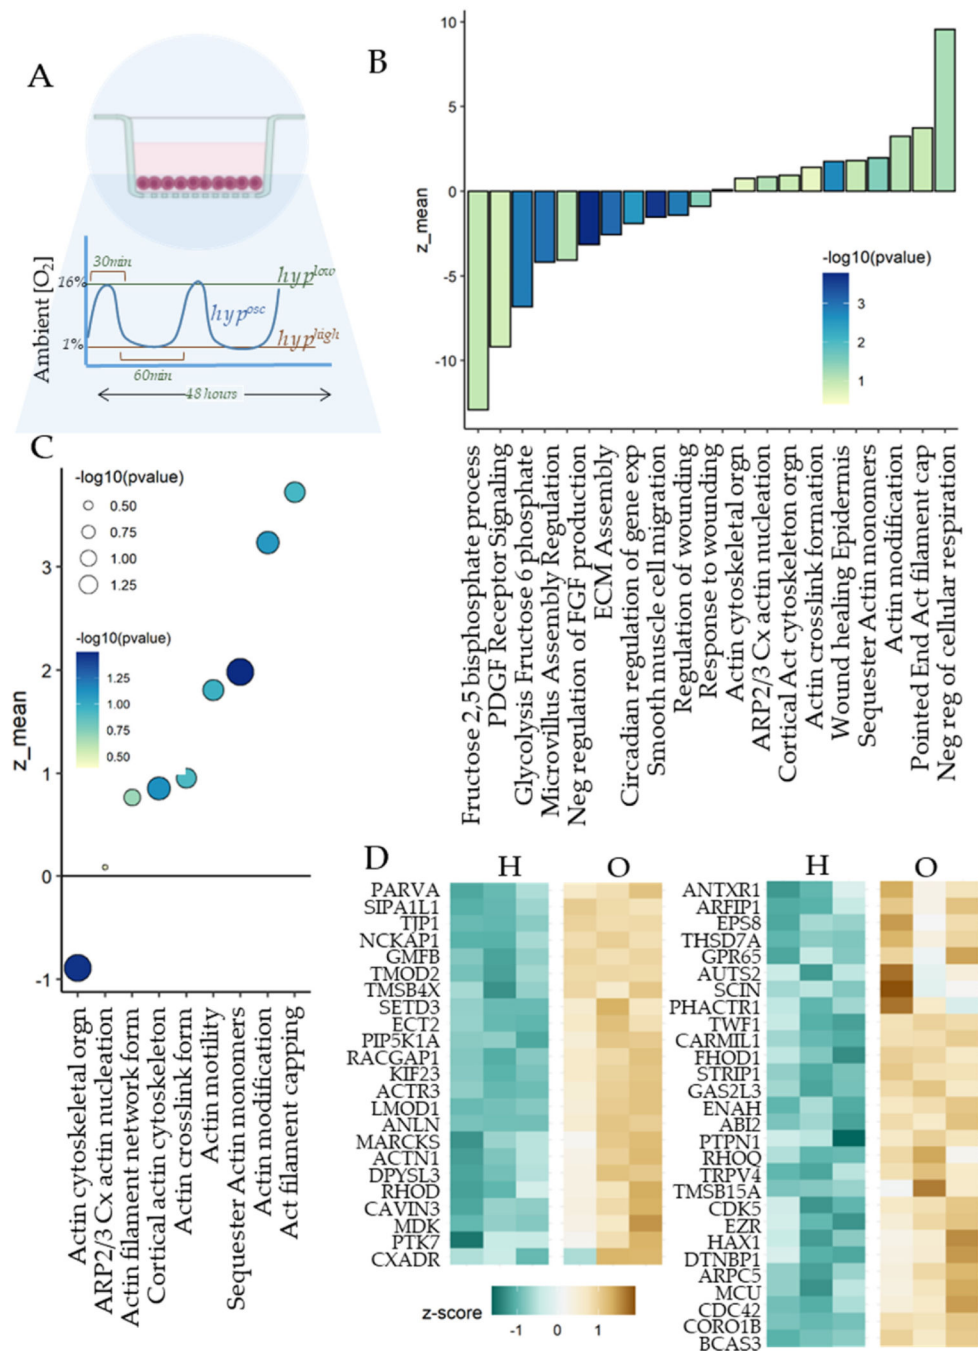 A
30min
16%
hyp^low
hyp^osc
hyp^high
1%
60min
48 hours
Ambient [O₂]
B
10
5
0
-5
-10
z_mean
-log10(pvalue)
3
2
1
Fructose 2,5 bisphosphate process
PDGF Receptor Signaling
Glycolysis Fructose 6 phosphate
Microvillus Assembly Regulation
Neg regulation of FGF production
ECM Assembly
Circadian regulation of gene exp
Smooth muscle cell migration
Regulation of wounding
Response to wounding
Actin cytoskeletal orgn
ARP2/3 Cx actin nucleation
Cortical Act cytoskeleton orgn
Actin crosslink formation
Wound healing Epidermis
Sequester Actin monomers
Actin modification
Pointed End Act filament cap
Neg reg of cellular respiration
C
-log10(pvalue)
0.50
0.75
1.00
1.25
-log10(pvalue)
1.25
1.00
0.75
0.50
3
2
1
0
-1
z_mean
Actin cytoskeletal orgn
ARP2/3 Cx actin nucleation
Actin filament network form
Cortical actin cytoskeleton
Actin crosslink form
Actin motility
Sequester Actin monomers
Actin modification
Act filament capping
D
H O
PARVA
SIPA1L1
TJP1
NCKAP1
GMFB
TMOD2
TMSB4X
SETD3
ECT2
PIP5K1A
RACGAP1
KIF23
ACTR3
LMOD1
ANLN
MARCKS
ACTN1
DPYSL3
RHOD
CAVIN3
MDK
PTK7
CXADR
z-score
-1 0 1
H O
ANTXR1
ARFIP1
EPS8
THSD7A
GPR65
AUTS2
SCIN
PHACTR1
TWF1
CARMIL1
FHOD1
STRIP1
GAS2L3
ENAH
ABI2
PTPN1
RHOQ
TRPV4
TMSB15A
CDK5
EZR
HAX1
DTNBP1
ARPC5
MCU
CDC42
CORO1B
BCAS3